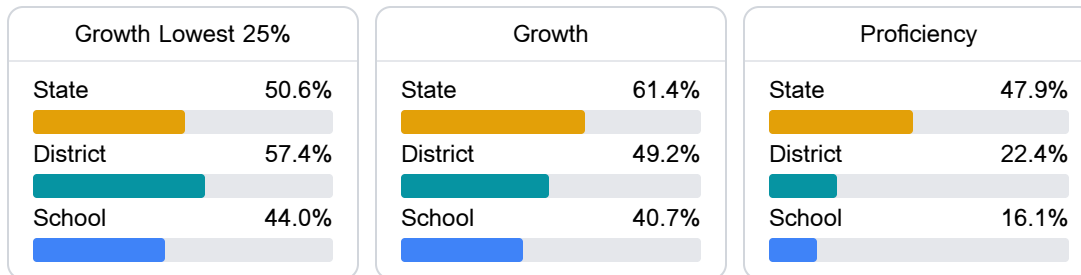 Growth Lowest 25%
State 50.6%
District 57.4%
School 44.0%
Growth
State 61.4%
District 49.2%
School 40.7%
Proficiency
State 47.9%
District 22.4%
School 16.1%